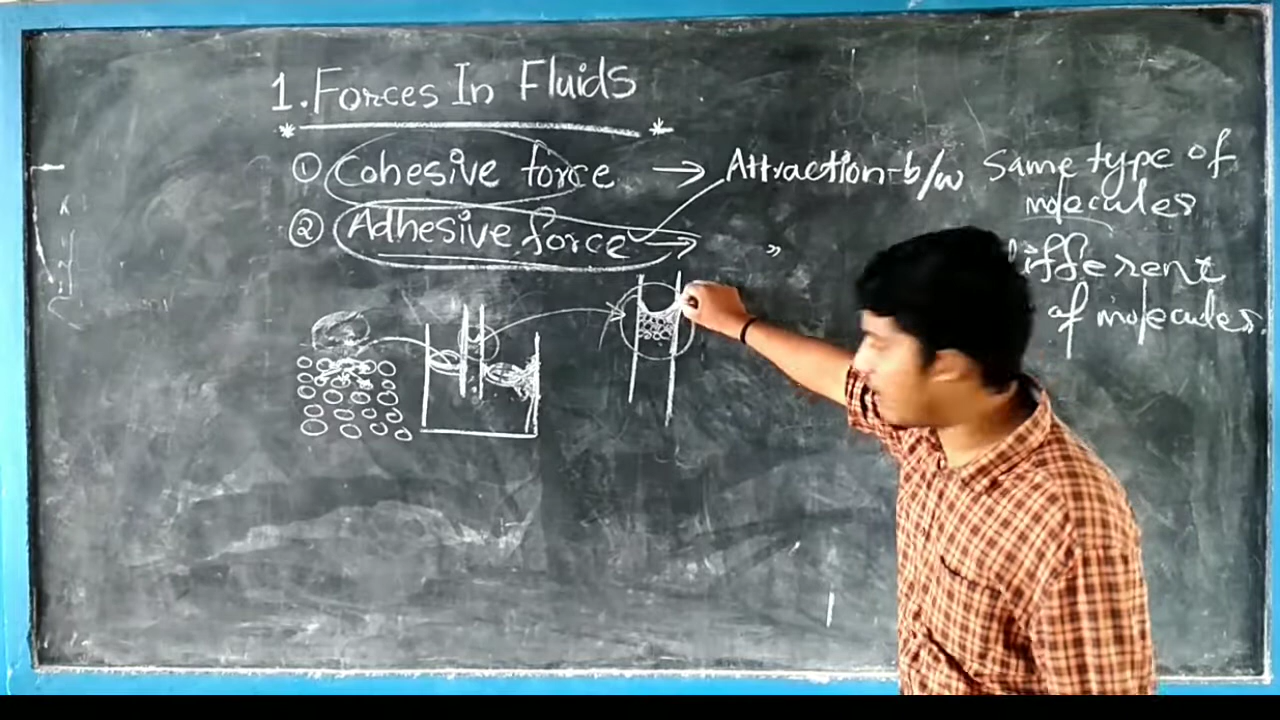 1. Forces In Fluids
① Cohesive force → Attraction b/w Same type of
molecules
② Adhesive force → " different
of molecules.